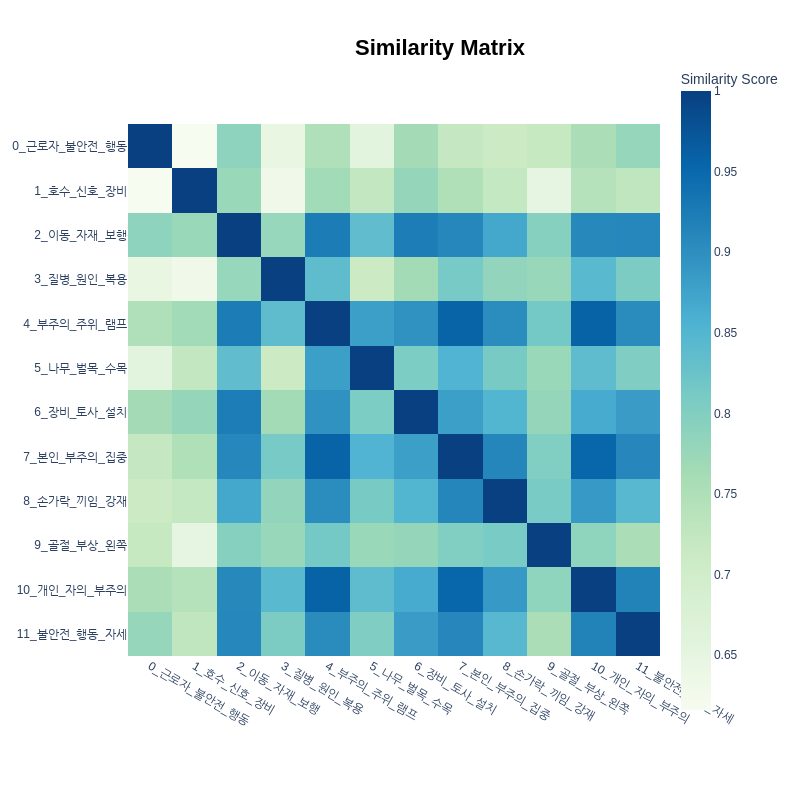 Similarity Matrix
Similarity Score
1
0.95
0.9
0.85
0.8
0.75
0.7
0.65
0_근로자_불안전_행동
1_호수_신호_장비
2_이동_자재_보행
3_질병_원인_복용
4_부주의_주위_램프
5_나무_벌목_수목
6_장비_토사_설치
7_본인_부주의_집중
8_손가락_끼임_강재
9_골절_부상_왼쪽
10_개인_자의_부주의
11_불안전_행동_자세
0_근로자_불안전_행동
1_호수_신호_장비
2_이동_자재_보행
3_질병_원인_복용
4_부주의_주위_램프
5_나무_벌목_수목
6_장비_토사_설치
7_본인_부주의_집중
8_손가락_끼임_강재
9_골절_부상_왼쪽
10_개인_자의_부주의
11_불안전 _자세